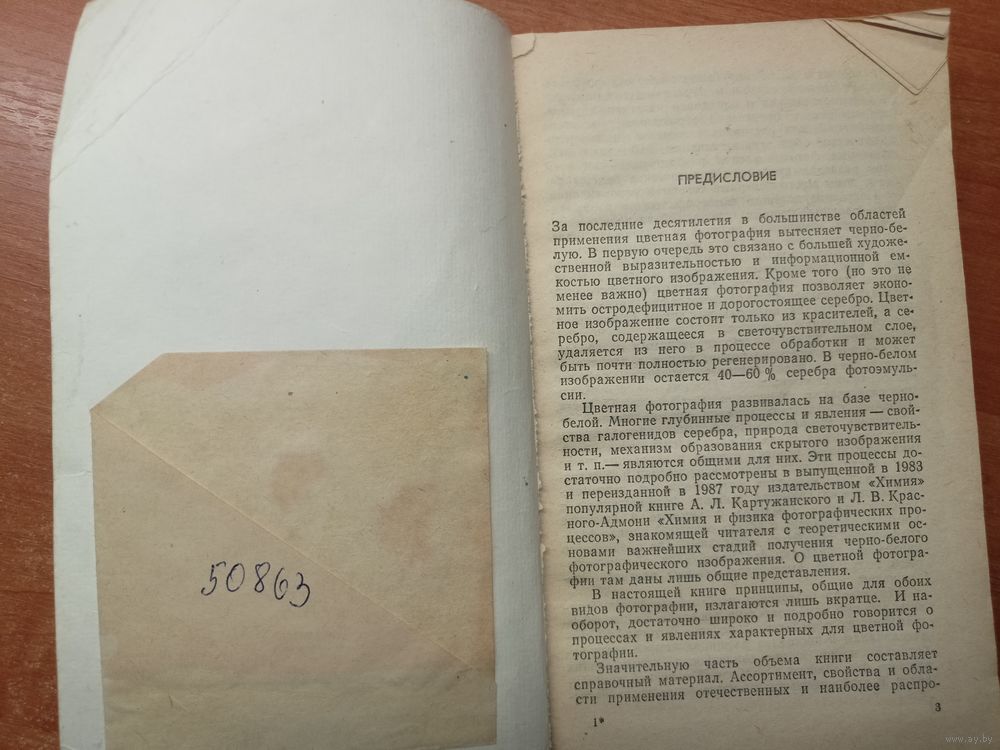 50863
ПРЕДИСЛОВИЕ
За последние десятилетия в большинстве областей
применения цветная фотография вытесняет черно-бе-
лую. В первую очередь это связано с большей художе-
ственной выразительностью и информационной ем-
костью цветного изображения. Кроме того (но это не
менее важно) цветная фотография позволяет эконо-
мить остродефицитное и дорогостоящее серебро. Цвет-
ное изображение состоит только из красителей, а се-
ребро, содержащееся в светочувствительном слое,
удаляется из него в процессе обработки и может
быть почти полностью регенерировано. В черно-белом
изображении остается 40—60 % серебра фотоэмуль-
сии.
Цветная фотография развивалась на базе черно-
белой. Многие глубинные процессы и явления — свой-
ства галогенидов серебра, природа светочувствитель-
ности, механизм образования скрытого изображения
и т. п.— являются общими для них. Эти процессы до-
статочно подробно рассмотрены в выпущенной в 1983
и переизданной в 1987 году издательством «Химия»
популярной книге А. Л. Картужанского и Л. В. Крас-
ного-Адмони «Химия и физика фотографических про-
цессов», знакомящей читателя с теоретическими ос-
новами важнейших стадий получения черно-белого
фотографического изображения. О цветной фотогра-
фии там даны лишь общие представления.
В настоящей книге принципы, общие для обоих
видов фотографии, излагаются лишь вкратце. И на-
оборот, достаточно широко и подробно говорится о
процессах и явлениях характерных для цветной фо-
тографии.
Значительную часть объема книги составляет
справочный материал. Ассортимент, свойства и обла-
сти применения отечественных и наиболее распро-
1* 3
www.ay.by